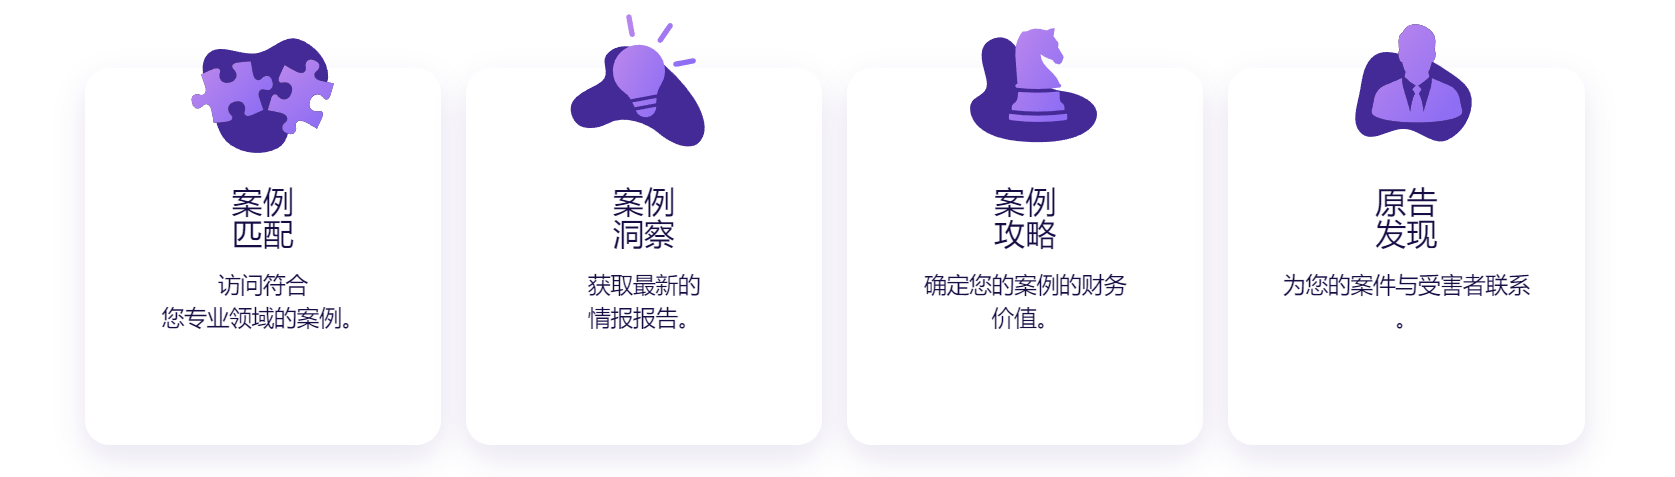 案例
匹配
访问符合
您专业领域的案例。
案例
洞察
获取最新的
情报报告。
案例
攻略
确定您的案例的财务
价值。
原告
发现
为您的案件与受害者联系
。